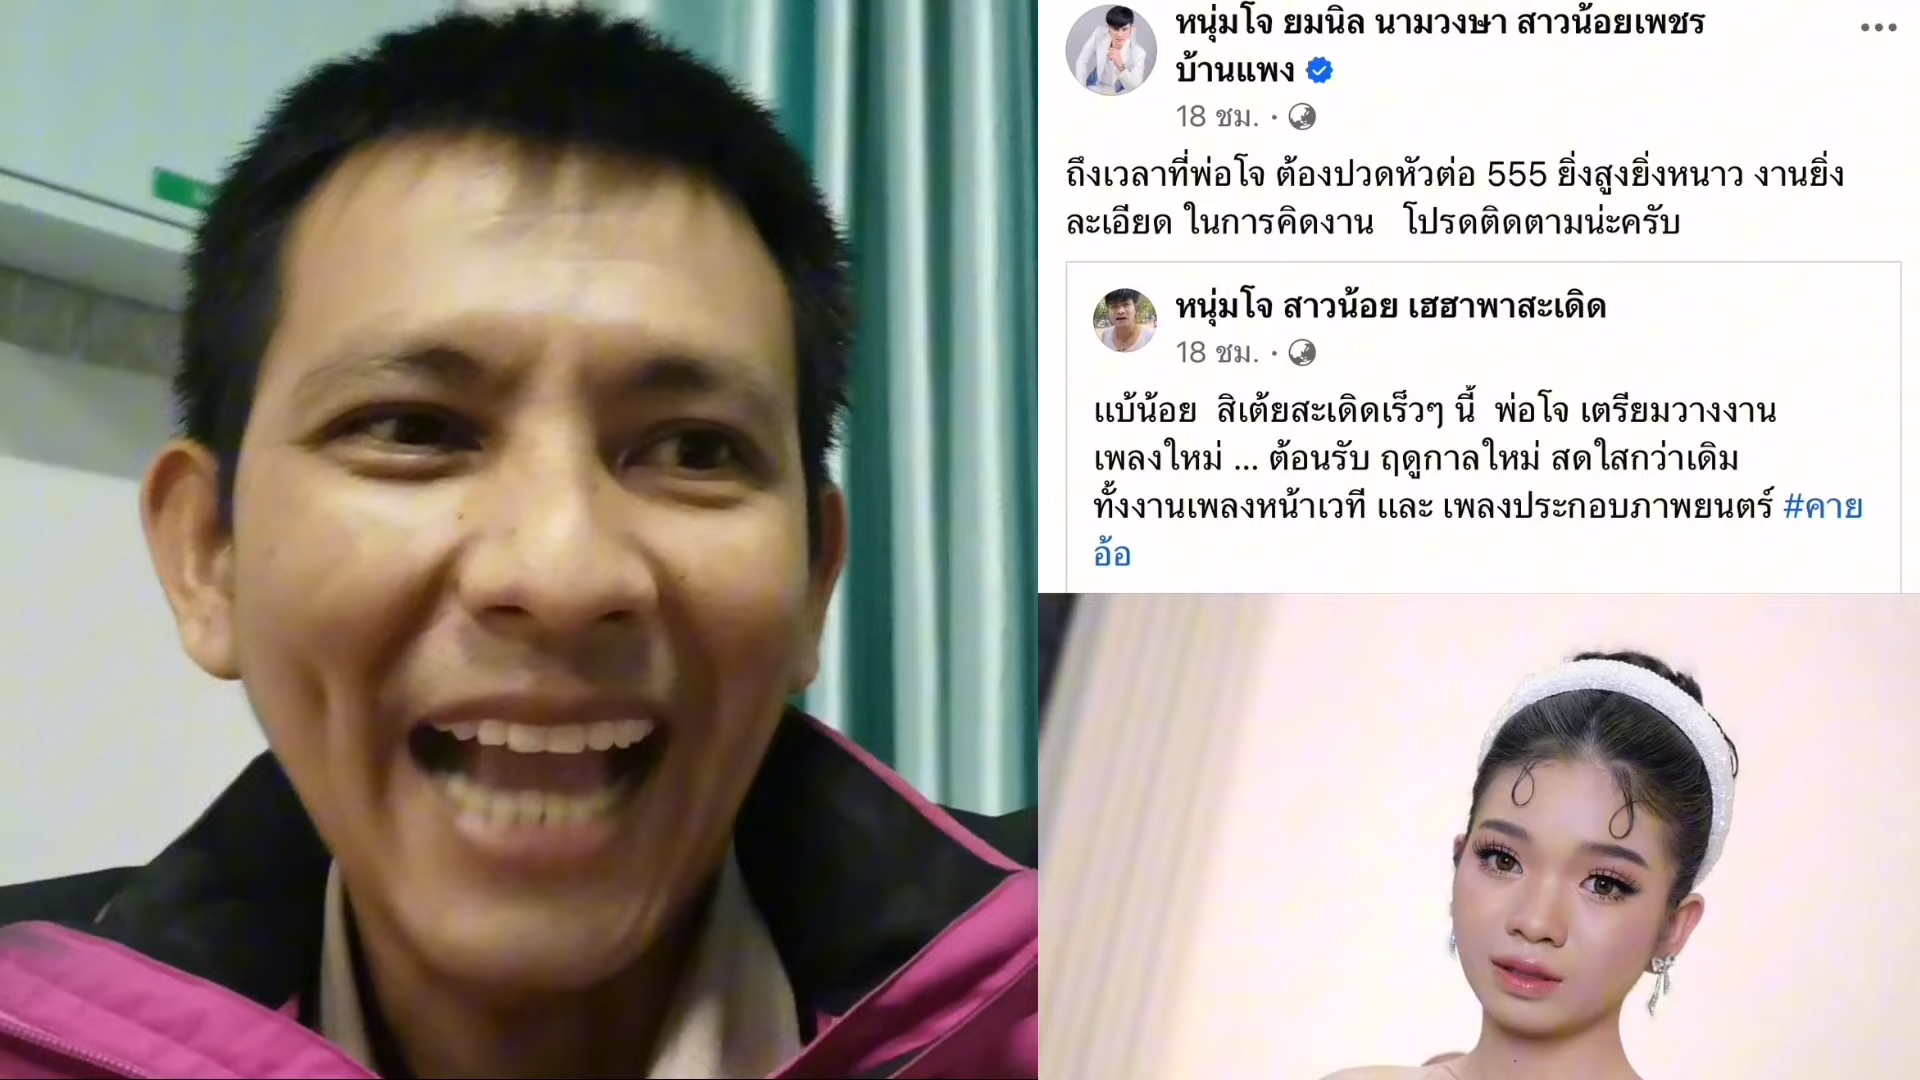 หนุ่มโจ ยมนิล นามวงษา สาวน้อยเพชร
บ้านแพง
18 ชม.
ถึงเวลาที่พ่อโจ ต้องปวดหัวต่อ 555 ยิ่งสูงยิ่งหนาว งานยิ่ง
ละเอียด ในการคิดงาน โปรดติดตามน่ะครับ
หนุ่มโจ สาวน้อย เฮฮาพาสะเดิด
18 ชม.
แบ้น้อย สิเต้ยสะเดิดเร็วๆ นี้ พ่อโจ เตรียมวางงาน
เพลงใหม่ ... ต้อนรับ ฤดูกาลใหม่ สดใสกว่าเดิม
ทั้งงานเพลงหน้าเวที และ เพลงประกอบภาพยนตร์ #คาย
อ้อ